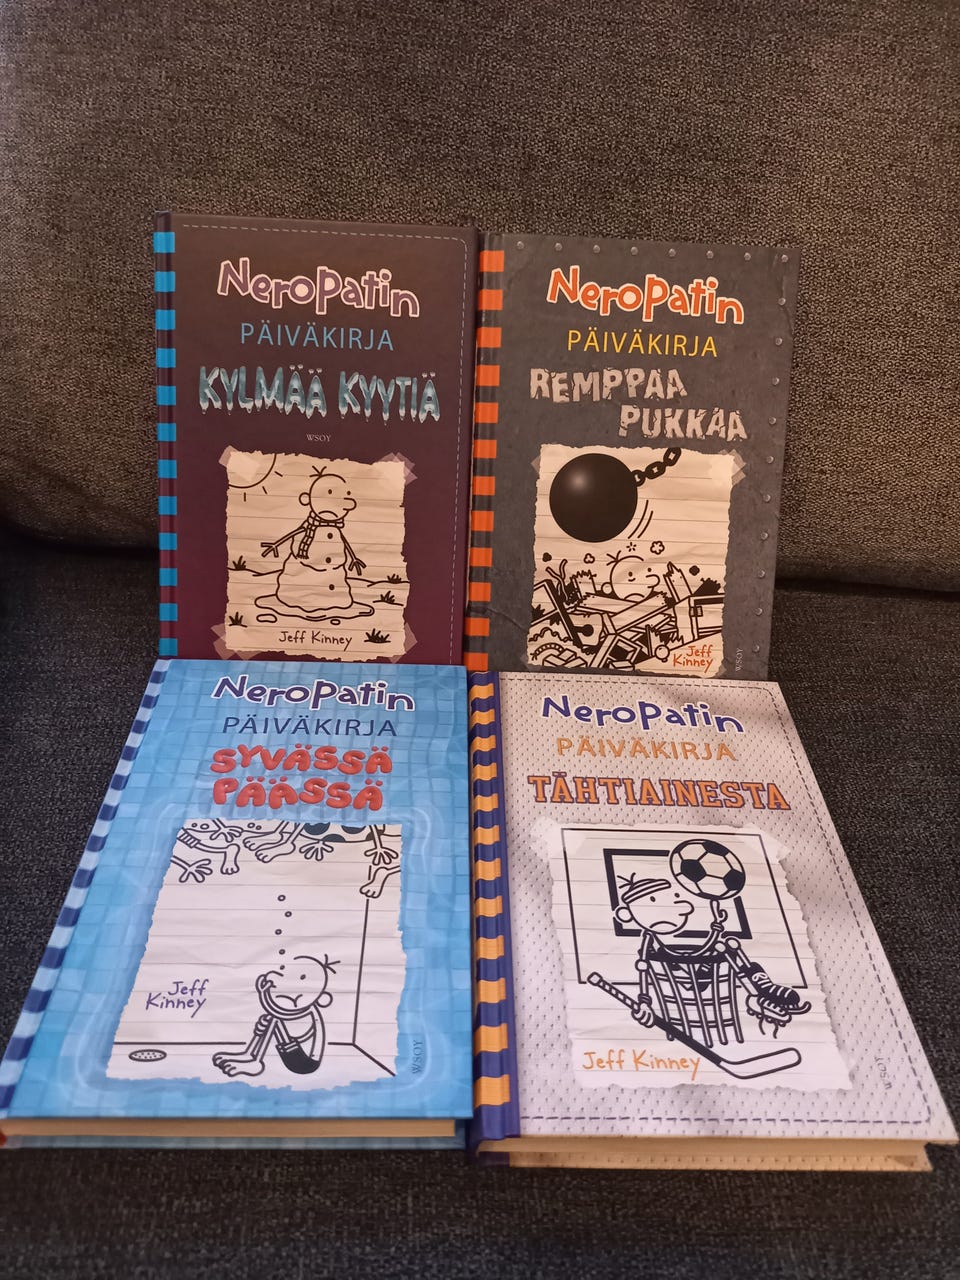 Neropatin
PÄIVÄKIRJA
KYLMÄÄ KYYTIÄ
WSOY
Jeff Kinney
Neropatin
PÄIVÄKIRJA
REMPPAA
PUKKAA
Jeff
Kinney
WSOY
Neropatin
PÄIVÄKIRJA
SYVÄSSÄ
PÄÄSSÄ
Jeff
Kinney
WSOY
Neropatin
PÄIVÄKIRJA
TÄHTIAINESTA
Jeff Kinney
WSOY